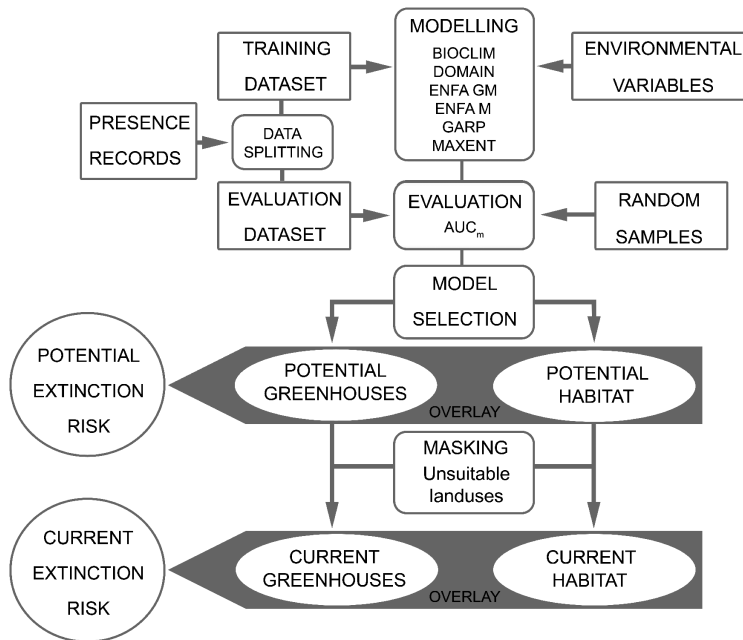 TRAINING
DATASET
MODELLING
BIOCLIM
DOMAIN
ENFA GM
ENFA M
GARP
MAXENT
ENVIRONMENTAL
VARIABLES
PRESENCE
RECORDS
DATA
SPLITTING
EVALUATION
DATASET
EVALUATION
AUCm
RANDOM
SAMPLES
MODEL
SELECTION
POTENTIAL
EXTINCTION
RISK
POTENTIAL
GREENHOUSES
OVERLAY
POTENTIAL
HABITAT
MASKING
Unsuitable
landuses
CURRENT
EXTINCTION
RISK
CURRENT
GREENHOUSES
OVERLAY
CURRENT
HABITAT